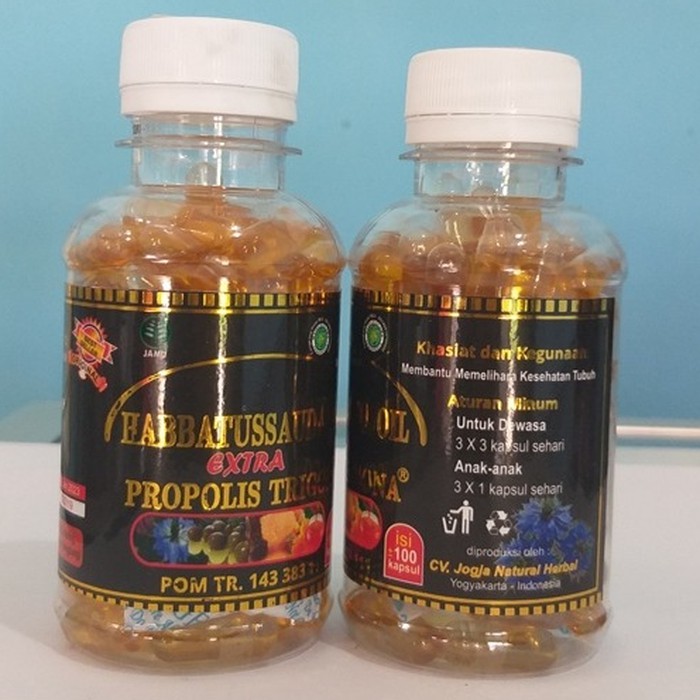 JAMU
HABBATUSSAUDA
EXTRA
PROPOLIS TRIG
POM TR. 143 383
OIL
VINA®
isi
± 100
kapsul
Khasiat dan Kegunaan
Membantu Memelihara Kesehatan Tubuh
Aturan Minum
Untuk Dewasa
3 X 3 kapsul sehari
Anak-anak
3 X 1 kapsul sehari
diproduksi oleh :
CV. Jogja Natural Herbal
Yogyakarta - Indonesia